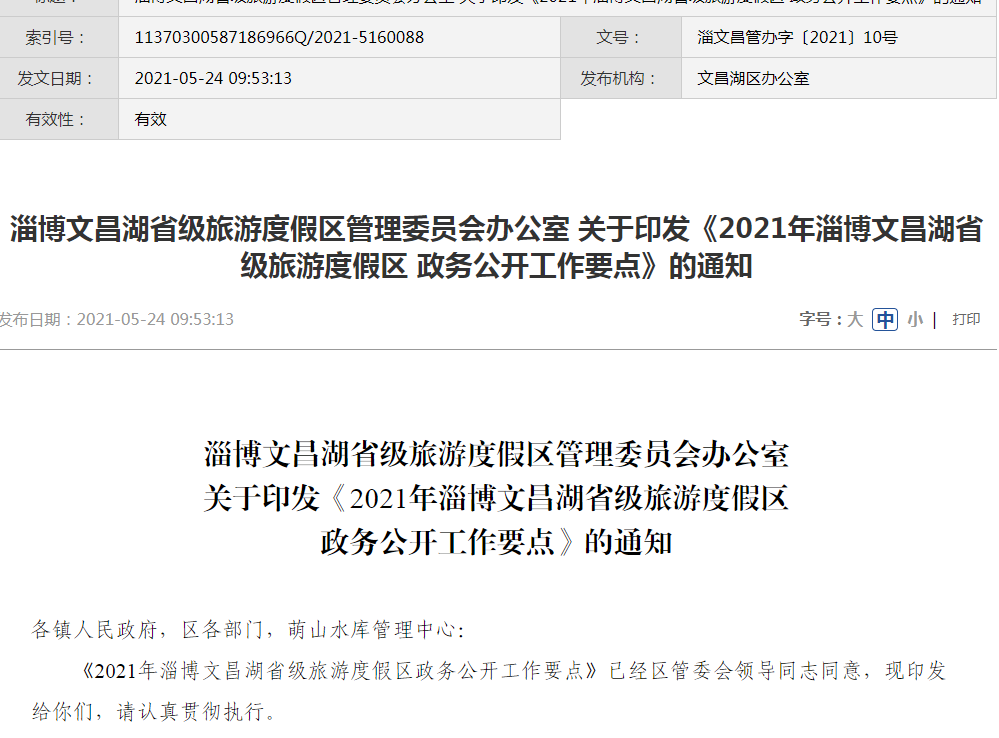 索引号： 11370300587186966Q/2021-5160088 文号： 淄文昌管办字〔2021〕10号
发文日期： 2021-05-24 09:53:13 发布机构： 文昌湖区办公室
有效性： 有效
淄博文昌湖省级旅游度假区管理委员会办公室 关于印发《2021年淄博文昌湖省
级旅游度假区 政务公开工作要点》的通知
发布日期：2021-05-24 09:53:13 字号：大 中 小 | 打印
淄博文昌湖省级旅游度假区管理委员会办公室
关于印发《2021年淄博文昌湖省级旅游度假区
政务公开工作要点》的通知
各镇人民政府，区各部门，萌山水库管理中心：
《2021年淄博文昌湖省级旅游度假区政务公开工作要点》已经区管委会领导同志同意，现印发
给你们，请认真贯彻执行。